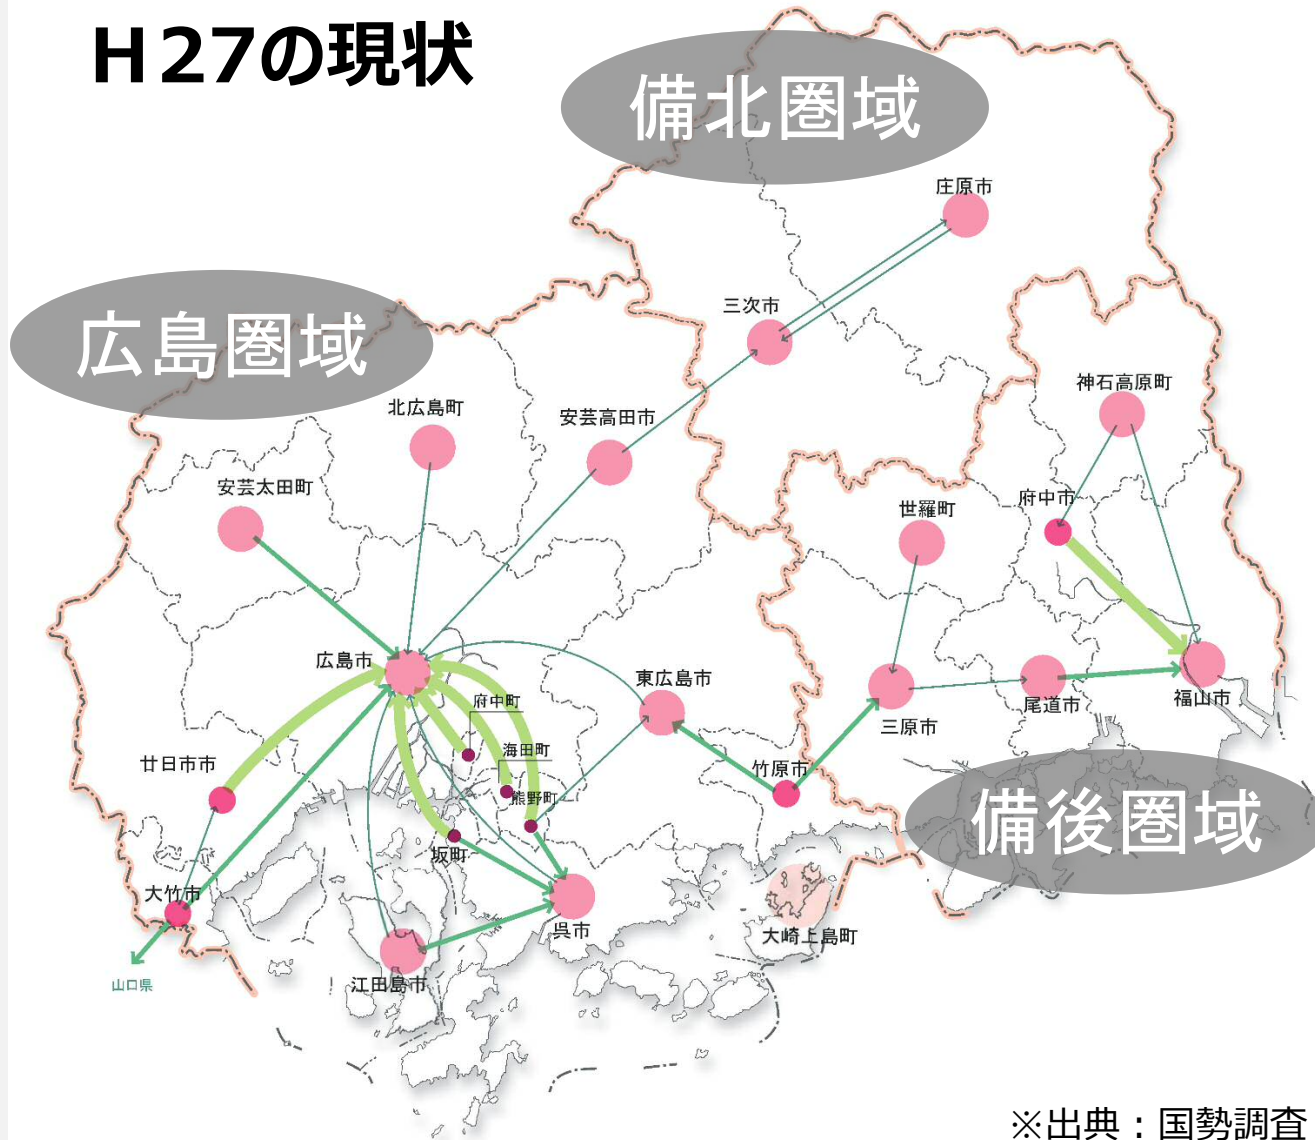 H27の現状
備北圏域
庄原市
三次市
広島圏域
神石高原町
北広島町
安芸高田市
安芸太田町
府中市
世羅町
広島市
東広島市
府中町
尾道市
福山市
三原市
海田町
廿日市市
竹原市
熊野町
備後圏域
坂町
大竹市
呉市
大崎上島町
江田島市
山口県
※出典：国勢調査